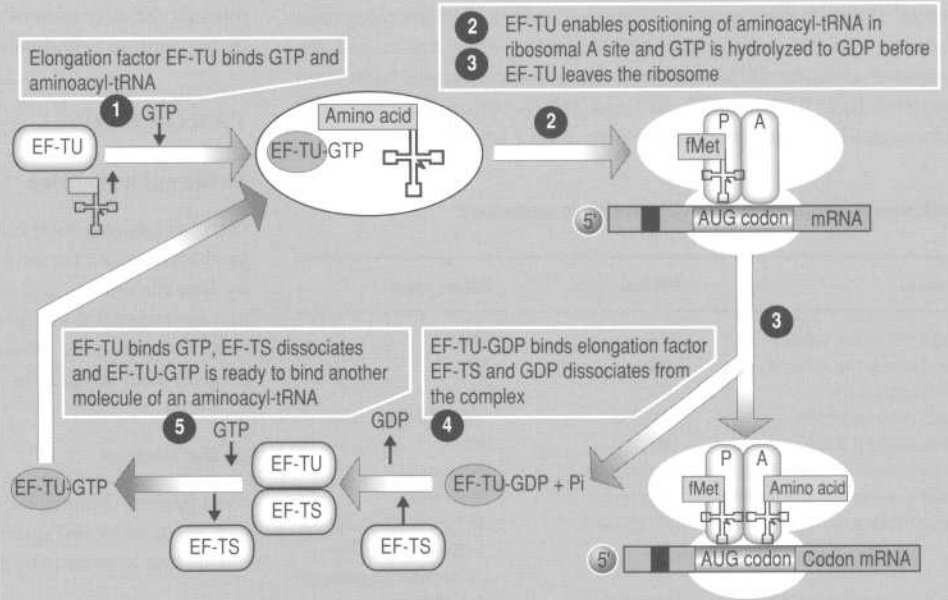 Elongation factor EF-TU binds GTP and
aminoacyl-tRNA
2 EF-TU enables positioning of aminoacyl-tRNA in
ribosomal A site and GTP is hydrolyzed to GDP before
3 EF-TU leaves the ribosome
1
GTP
EF-TU
Amino acid
EF-TU-GTP
2
P A
fMet
5' AUG codon mRNA
3
EF-TU binds GTP, EF-TS dissociates
and EF-TU-GTP is ready to bind another
molecule of an aminoacyl-tRNA
5
GTP
EF-TU-GDP binds elongation factor
EF-TS and GDP dissociates from
the complex
4
GDP
EF-TU-GTP
EF-TU
EF-TS
EF-TS
EF-TS
EF-TU-GDP + Pi
P A
fMet Amino acid
5' AUG codon Codon mRNA